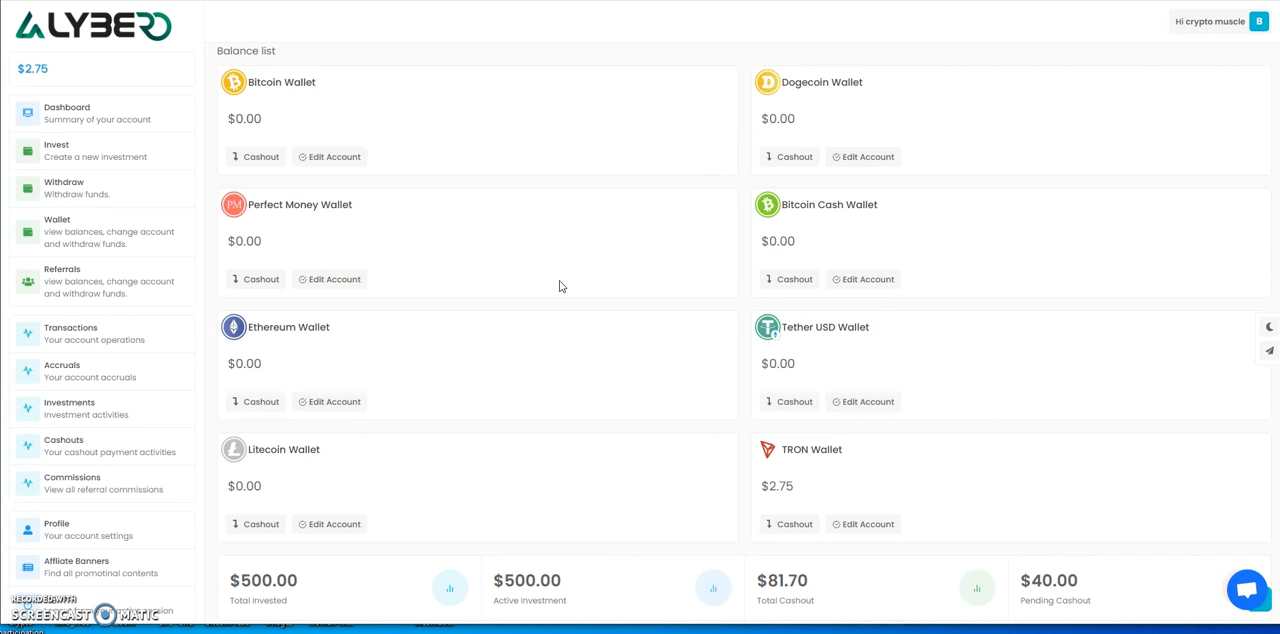 ALYBERO
Hi crypto muscle B
$2.75
Dashboard
Summary of your account
Invest
Create a new investment
Withdraw
Withdraw funds.
Wallet
view balances, change account
and withdraw funds.
Referrals
view balances, change account
and withdraw funds.
Transactions
Your account operations
Accruals
Your account accruals
Investments
Investment activities
Cashouts
Your cashout payment activities
Commissions
View all referral commissions
Profile
Your account settings
Affliate Banners
Find all promotinal contents
RECORDED WITH
SCREENCAST MATIC
Balance list
Bitcoin Wallet
$0.00
Cashout Edit Account
Dogecoin Wallet
$0.00
Cashout Edit Account
PM Perfect Money Wallet
$0.00
Cashout Edit Account
Bitcoin Cash Wallet
$0.00
Cashout Edit Account
Ethereum Wallet
$0.00
Cashout Edit Account
Tether USD Wallet
$0.00
Cashout Edit Account
Litecoin Wallet
$0.00
Cashout Edit Account
TRON Wallet
$2.75
Cashout Edit Account
$500.00
Total Invested
$500.00
Active Investment
$81.70
Total Cashout
$40.00
Pending Cashout